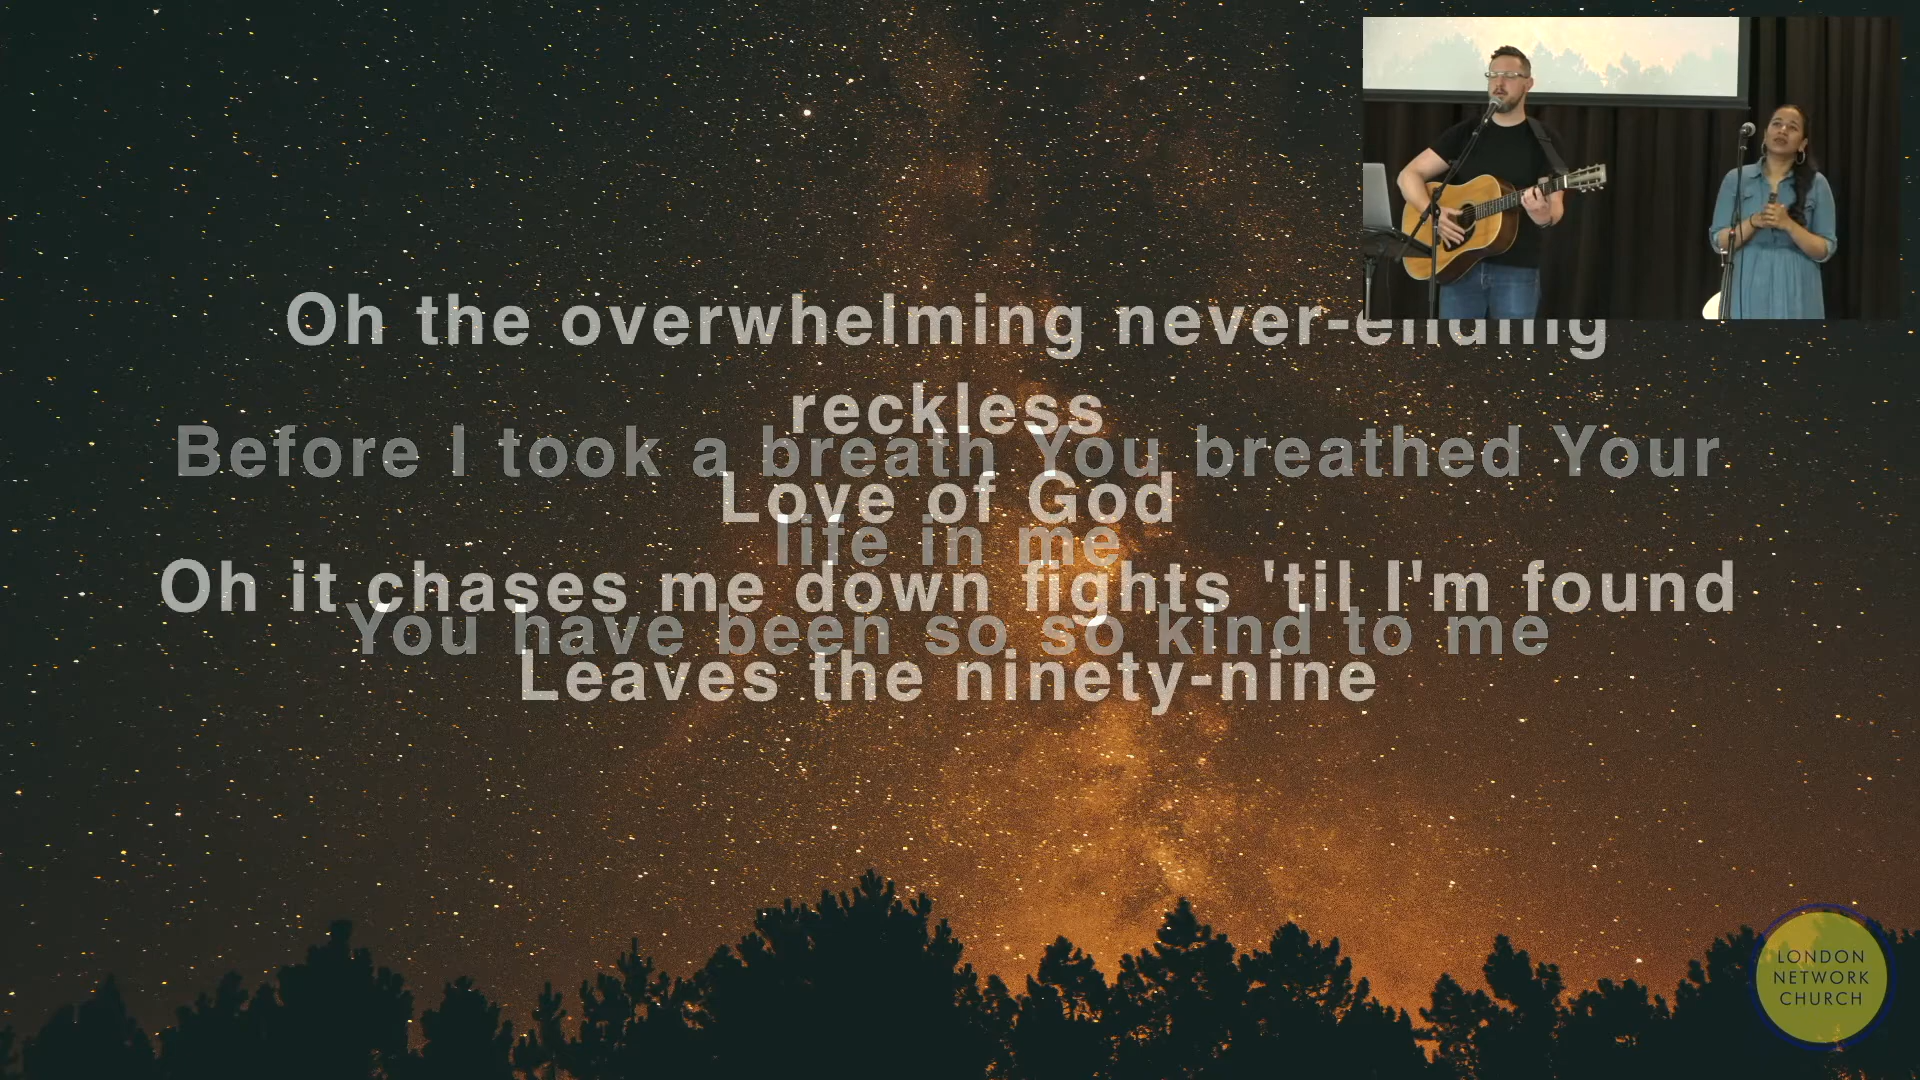 Oh the overwhelming never-ending
reckless
Love of God
Oh it chases me down fights 'til I'm found
Leaves the ninety-nine
Before I took a breath You breathed Your
life in me
You have been so so kind to me
LONDON
NETWORK
CHURCH